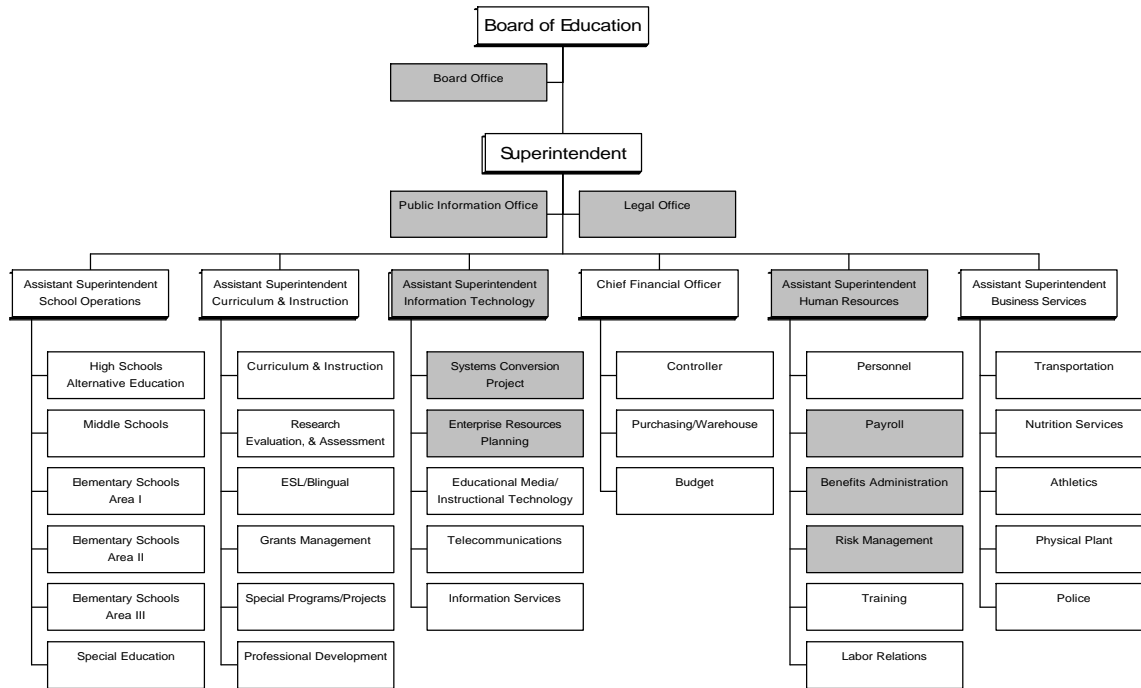 Board of Education
Board Office
Superintendent
Public Information Office
Legal Office
Assistant Superintendent
School Operations
Assistant Superintendent
Curriculum & Instruction
Assistant Superintendent
Information Technology
Chief Financial Officer
Assistant Superintendent
Human Resources
Assistant Superintendent
Business Services
High Schools
Alternative Education
Middle Schools
Elementary Schools
Area I
Elementary Schools
Area II
Elementary Schools
Area III
Special Education
Curriculum & Instruction
Research
Evaluation, & Assessment
ESL/Blingual
Grants Management
Special Programs/Projects
Professional Development
Systems Conversion
Project
Enterprise Resources
Planning
Educational Media/
Instructional Technology
Telecommunications
Information Services
Controller
Purchasing/Warehouse
Budget
Personnel
Payroll
Benefits Administration
Risk Management
Training
Labor Relations
Transportation
Nutrition Services
Athletics
Physical Plant
Police